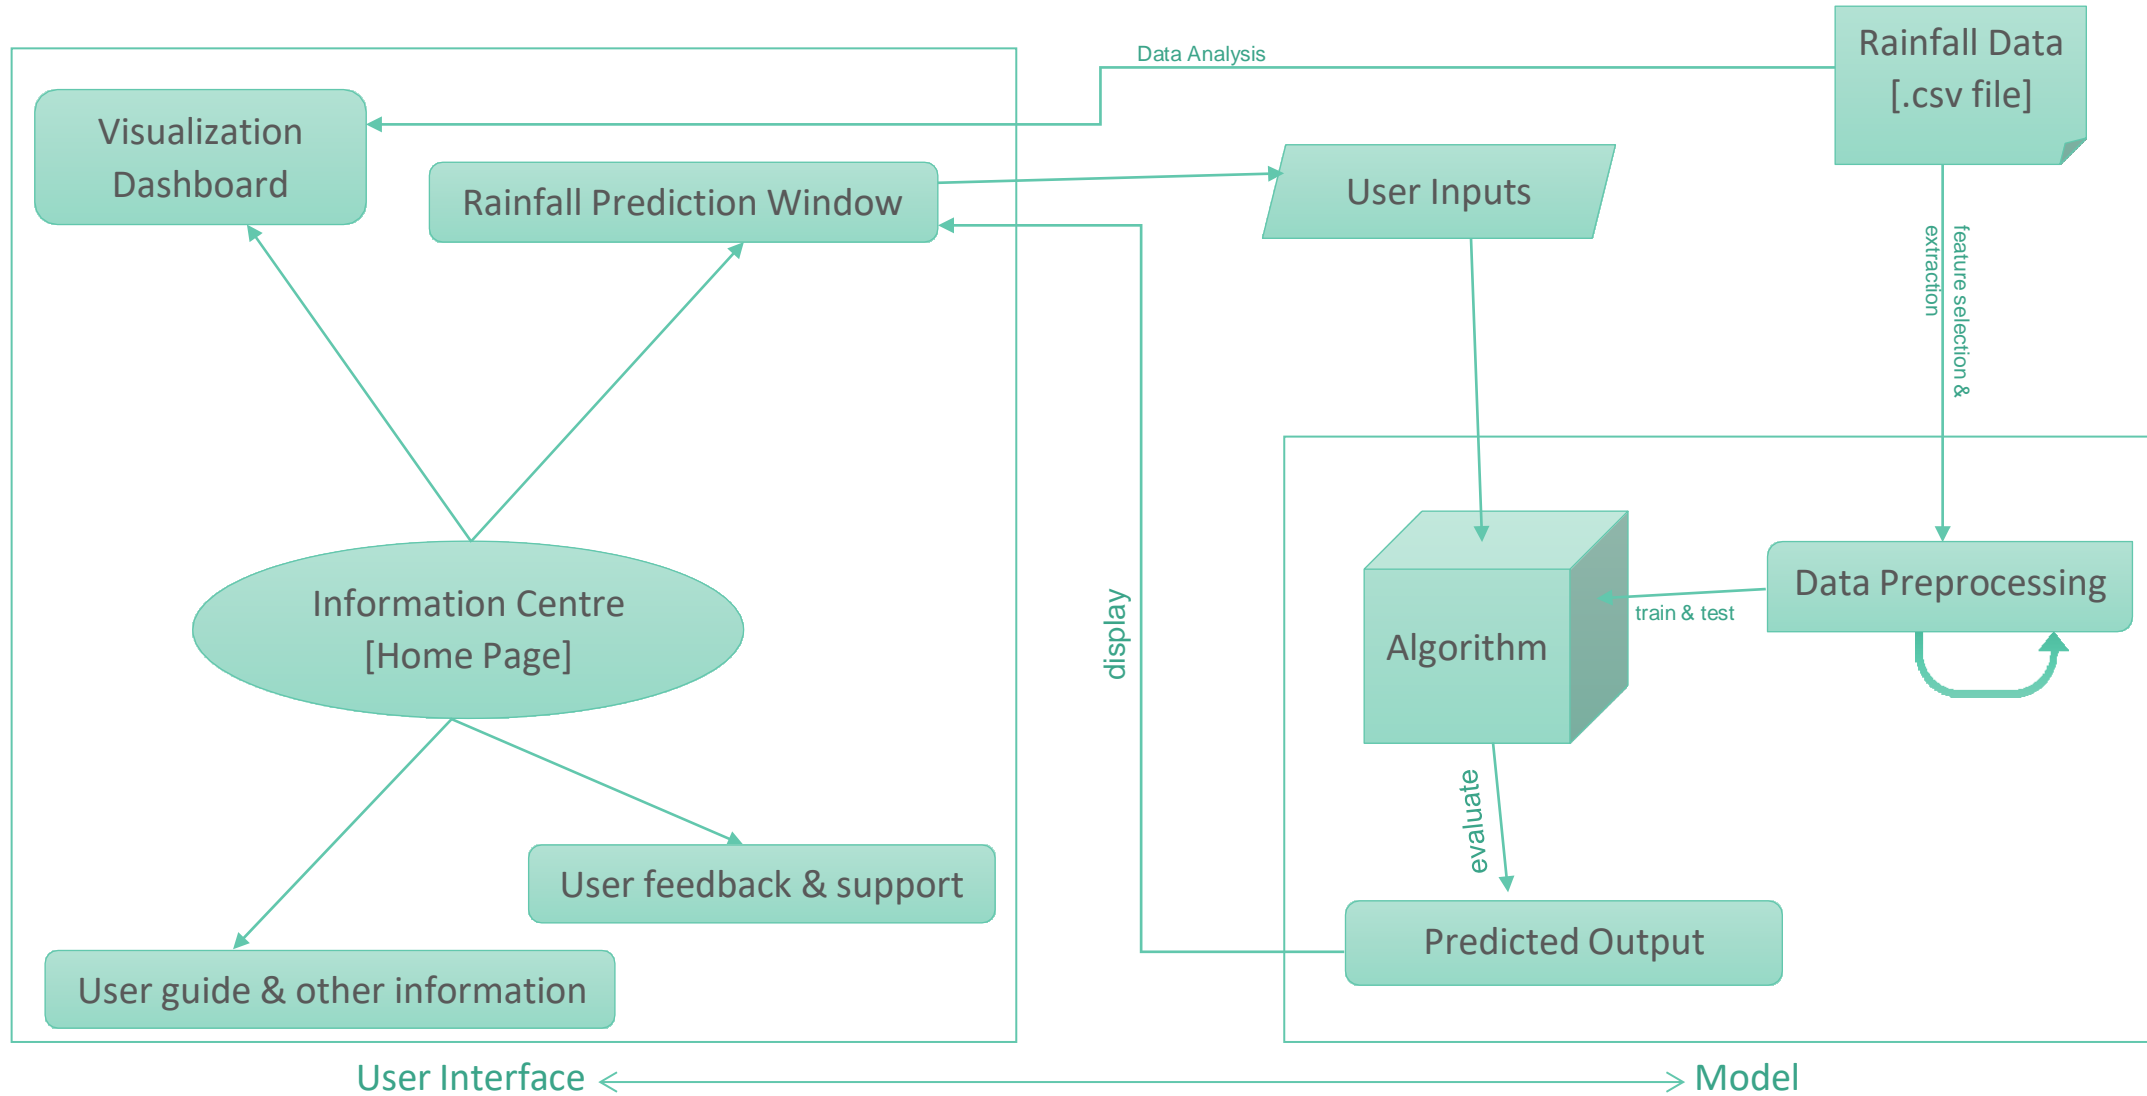 Data Analysis
Rainfall Data
[.csv file]
Visualization
Dashboard
Rainfall Prediction Window
User Inputs
feature selection &
extraction
Information Centre
[Home Page]
display
Algorithm
train & test
Data Preprocessing
evaluate
User feedback & support
Predicted Output
User guide & other information
User Interface
Model